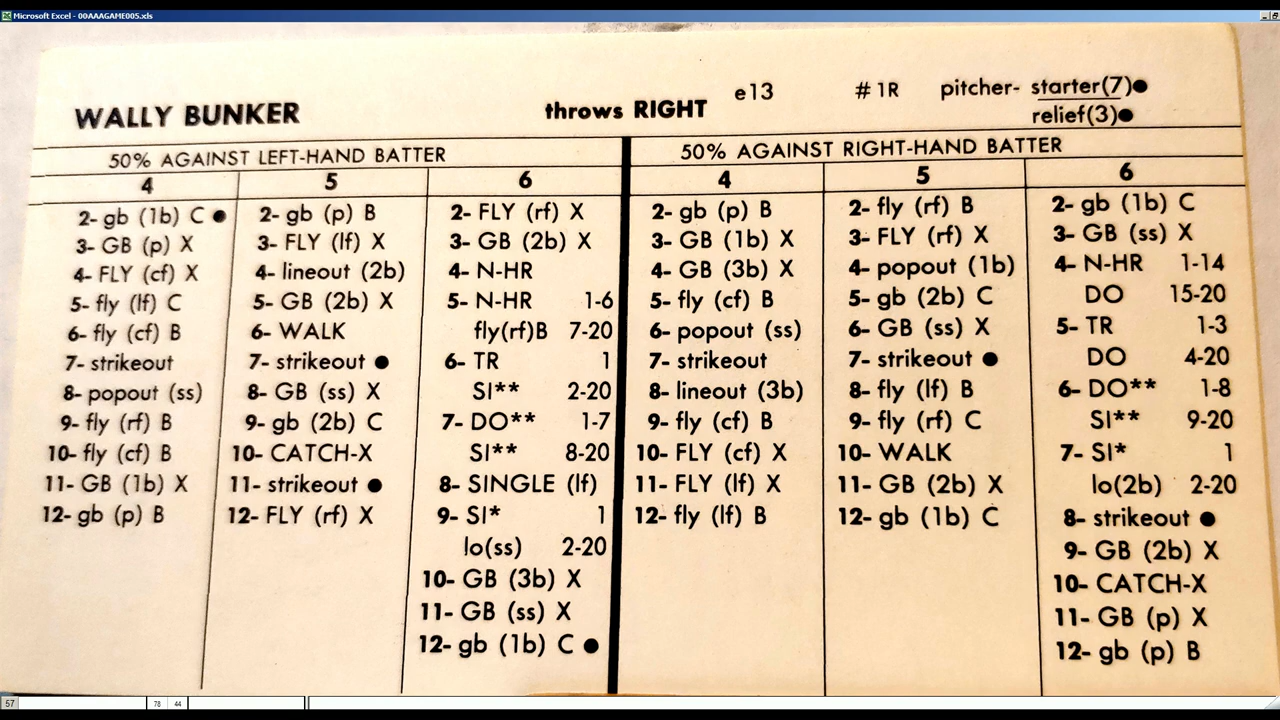 Microsoft Excel - 00AAAGAME005.xls
WALLY BUNKER throws RIGHT e13 # 1R pitcher- starter(7)●
relief(3)●
50% AGAINST LEFT-HAND BATTER
4 5 6
2- gb (1b) C ● 2- gb (p) B 2- FLY (rf) X
3- GB (p) X 3- FLY (lf) X 3- GB (2b) X
4- FLY (cf) X 4- lineout (2b) 4- N-HR
5- fly (lf) C 5- GB (2b) X 5- N-HR 1-6
6- fly (cf) B 6- WALK fly(rf)B 7-20
7- strikeout 7- strikeout ● 6- TR 1
8- popout (ss) 8- GB (ss) X SI** 2-20
9- fly (rf) B 9- gb (2b) C 7- DO** 1-7
10- fly (cf) B 10- CATCH-X SI** 8-20
11- GB (1b) X 11- strikeout ● 8- SINGLE (lf)
12- gb (p) B 12- FLY (rf) X 9- SI* 1
lo(ss) 2-20
10- GB (3b) X
11- GB (ss) X
12- gb (1b) C ●
50% AGAINST RIGHT-HAND BATTER
4 5 6
2- gb (p) B 2- fly (rf) B 2- gb (1b) C
3- GB (1b) X 3- FLY (rf) X 3- GB (ss) X
4- GB (3b) X 4- popout (1b) 4- N-HR 1-14
5- fly (cf) B 5- gb (2b) C DO 15-20
6- popout (ss) 6- GB (ss) X 5- TR 1-3
7- strikeout 7- strikeout ● DO 4-20
8- lineout (3b) 8- fly (lf) B 6- DO** 1-8
9- fly (cf) B 9- fly (rf) C SI** 9-20
10- FLY (cf) X 10- WALK 7- SI* 1
11- FLY (lf) X 11- GB (2b) X lo(2b) 2-20
12- fly (lf) B 12- gb (1b) C 8- strikeout ●
9- GB (2b) X
10- CATCH-X
11- GB (p) X
12- gb (p) B
57 78 44